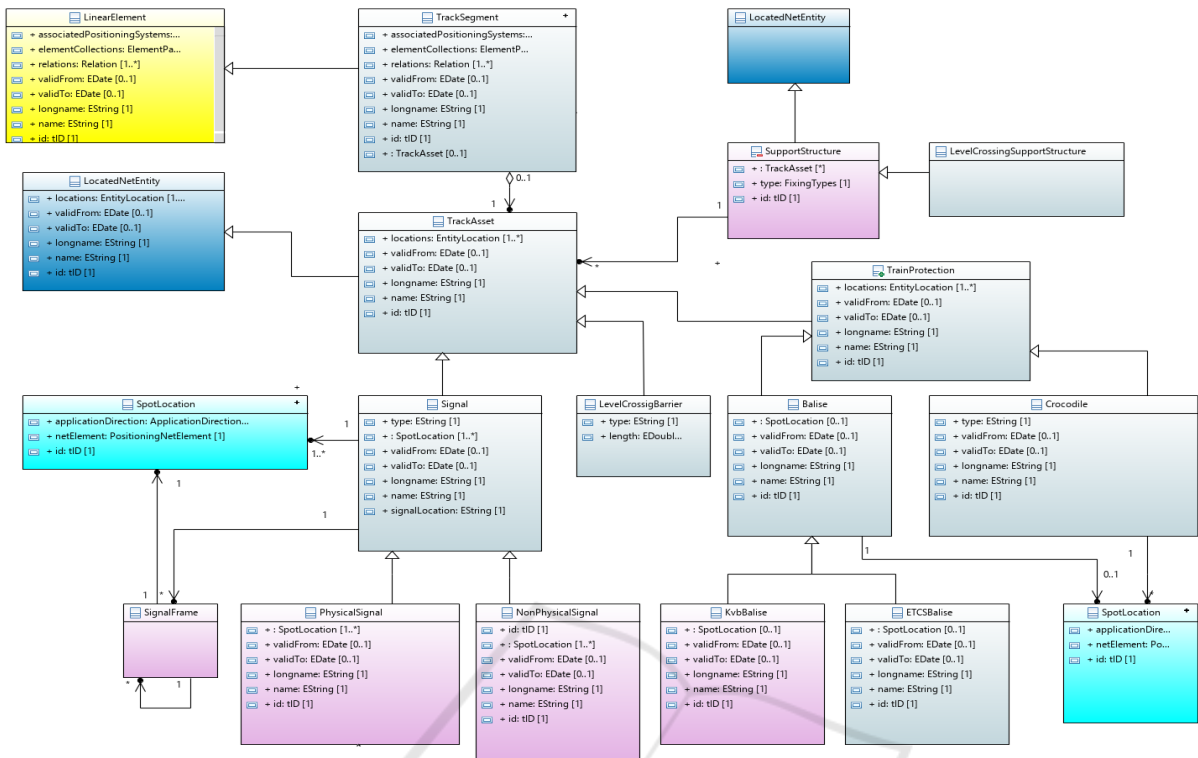 LinearElement
+ associatedPositioningSystems:...
+ elementCollections: ElementPa...
+ relations: Relation [1..*]
+ validFrom: EDate [0..1]
+ validTo: EDate [0..1]
+ longname: EString [1]
+ name: EString [1]
+ id: tID [1]
TrackSegment
+
+ associatedPositioningSystems:...
+ elementCollections: ElementP...
+ relations: Relation [1..*]
+ validFrom: EDate [0..1]
+ validTo: EDate [0..1]
+ longname: EString [1]
+ name: EString [1]
+ id: tID [1]
+ : TrackAsset [0..1]
LocatedNetEntity
SupportStructure
+ : TrackAsset [*]
+ type: FixingTypes [1]
+ id: tID [1]
LevelCrossingSupportStructure
LocatedNetEntity
+ locations: EntityLocation [1....
+ validFrom: EDate [0..1]
+ validTo: EDate [0..1]
+ longname: EString [1]
+ name: EString [1]
+ id: tID [1]
0..1
1
TrackAsset
+ locations: EntityLocation [1..*]
+ validFrom: EDate [0..1]
+ validTo: EDate [0..1]
+ longname: EString [1]
+ name: EString [1]
+ id: tID [1]
1
*
+
TrainProtection
+ locations: EntityLocation [1..*]
+ validFrom: EDate [0..1]
+ validTo: EDate [0..1]
+ longname: EString [1]
+ name: EString [1]
+ id: tID [1]
+
SpotLocation
+
+ applicationDirection: ApplicationDirection...
+ netElement: PositioningNetElement [1]
+ id: tID [1]
1
1..*
Signal
+ type: EString [1]
+ : SpotLocation [1..*]
+ validFrom: EDate [0..1]
+ validTo: EDate [0..1]
+ longname: EString [1]
+ name: EString [1]
+ signalLocation: EString [1]
LevelCrossigBarrier
+ type: EString [1]
+ length: EDoubl...
Balise
+ : SpotLocation [0..1]
+ validFrom: EDate [0..1]
+ validTo: EDate [0..1]
+ longname: EString [1]
+ name: EString [1]
+ id: tID [1]
Crocodile
+ type: EString [1]
+ validFrom: EDate [0..1]
+ validTo: EDate [0..1]
+ longname: EString [1]
+ name: EString [1]
+ id: tID [1]
1
1
1
0..1
1
*
1
*
SignalFrame
*
1
PhysicalSignal
+ : SpotLocation [1..*]
+ validFrom: EDate [0..1]
+ validTo: EDate [0..1]
+ longname: EString [1]
+ name: EString [1]
+ id: tID [1]
NonPhysicalSignal
+ id: tID [1]
+ : SpotLocation [1..*]
+ validFrom: EDate [0..1]
+ validTo: EDate [0..1]
+ longname: EString [1]
+ name: EString [1]
+ id: tID [1]
KvbBalise
+ : SpotLocation [0..1]
+ validFrom: EDate [0..1]
+ validTo: EDate [0..1]
+ longname: EString [1]
+ name: EString [1]
+ id: tID [1]
ETCSBalise
+ : SpotLocation [0..1]
+ validFrom: EDate [0..1]
+ validTo: EDate [0..1]
+ longname: EString [1]
+ name: EString [1]
+ id: tID [1]
SpotLocation
+
+ applicationDire...
+ netElement: Po...
+ id: tID [1]